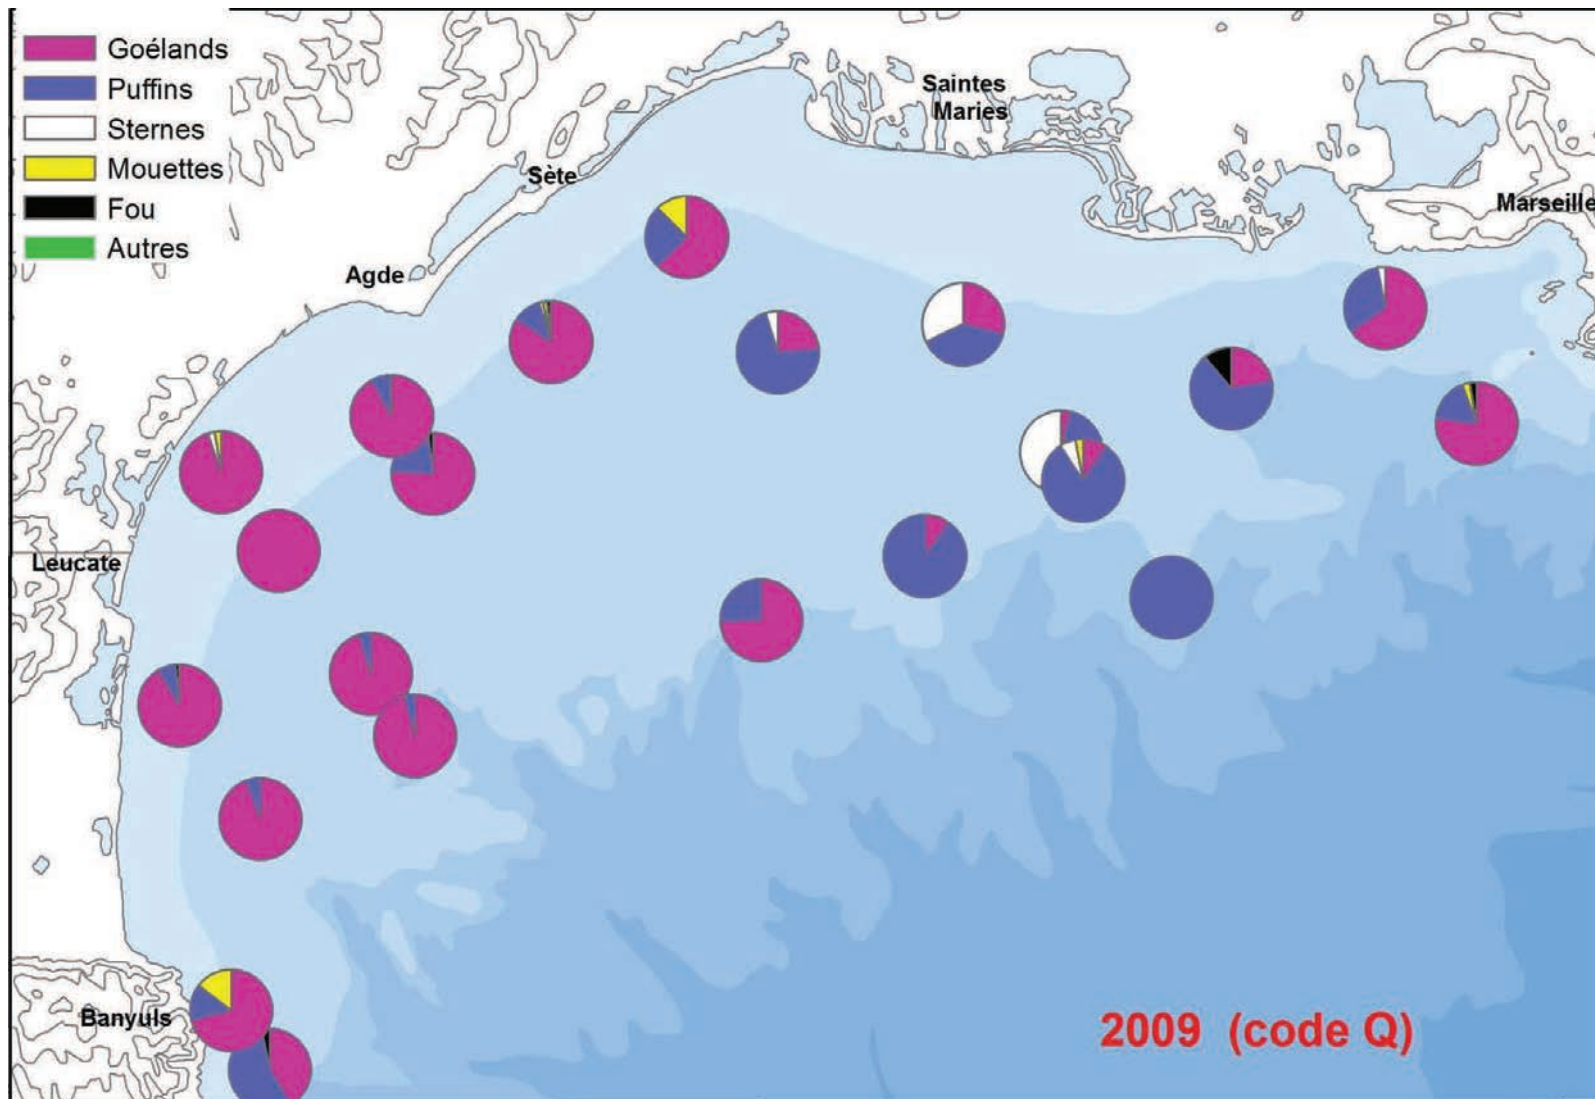 Goélands
Puffins
Sternes
Mouettes
Fou
Autres
Saintes
Maries
Sète
Marseille
Agde
Leucate
Banyuls
2009 (code Q)